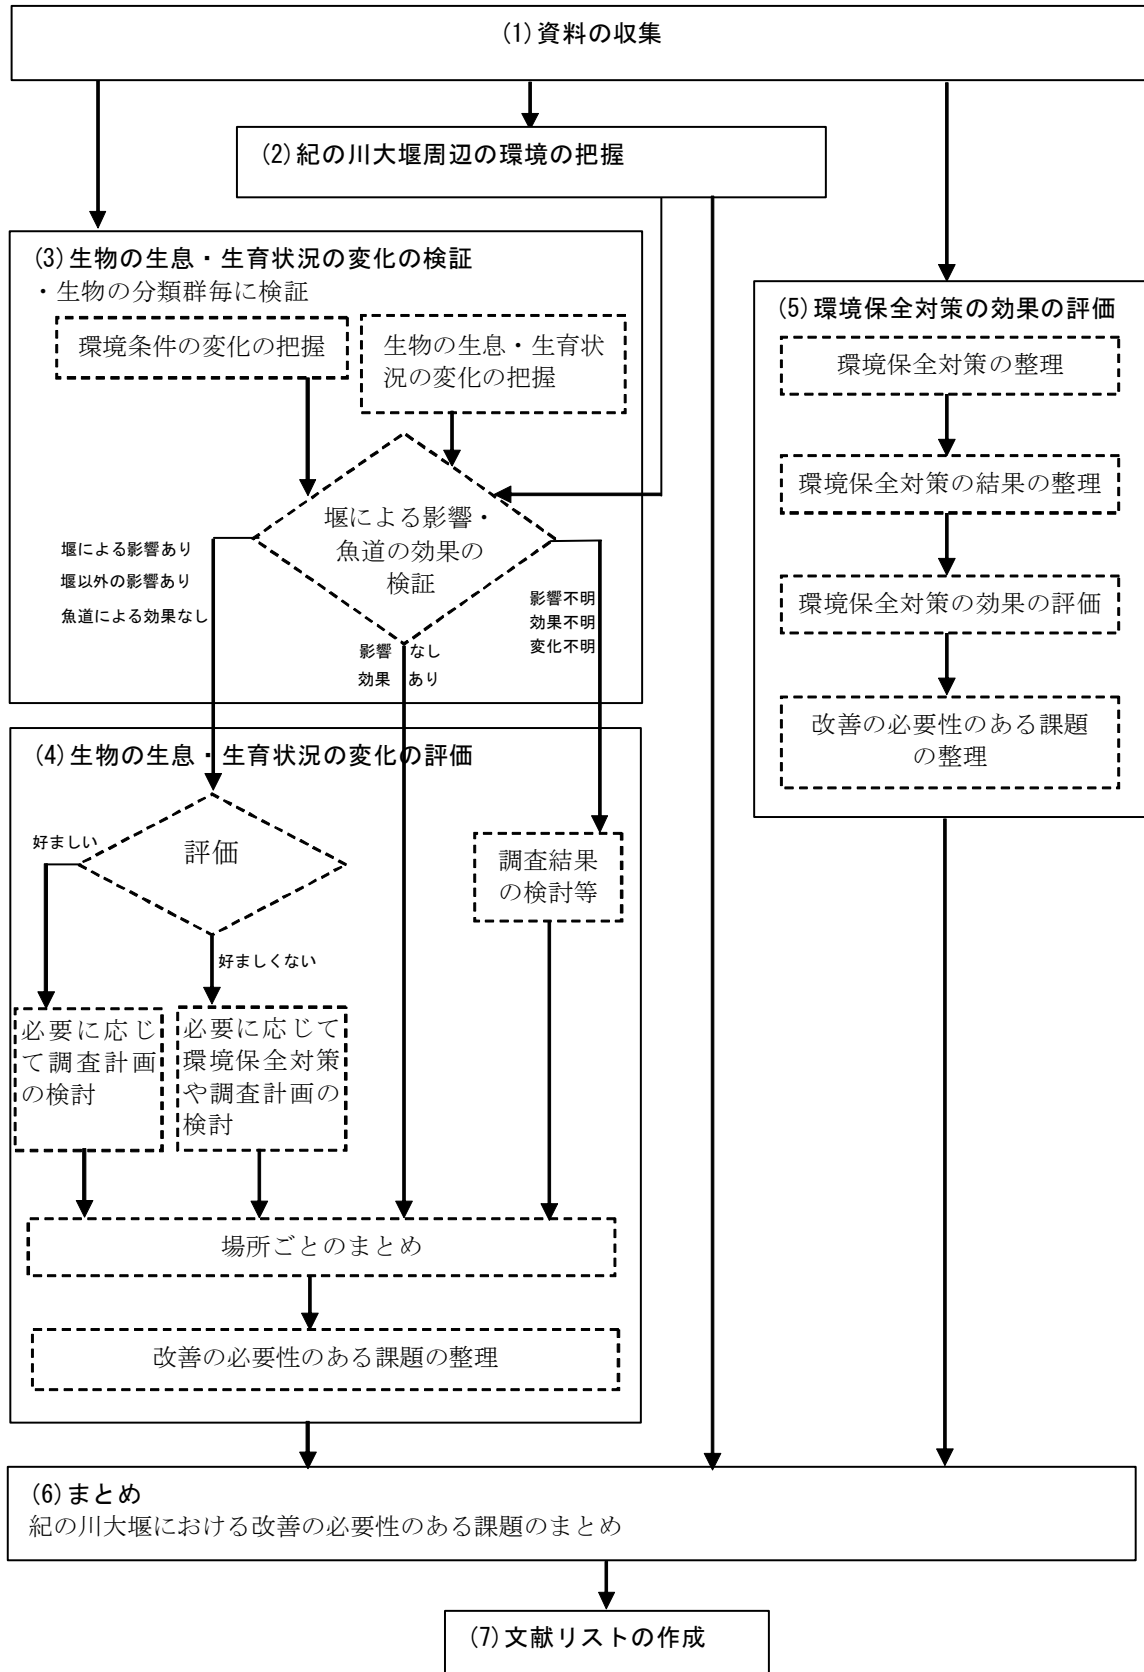 (1)資料の収集
(2)紀の川大堰周辺の環境の把握
(3)生物の生息・生育状況の変化の検証
・生物の分類群毎に検証
環境条件の変化の把握
生物の生息・生育状
況の変化の把握
堰による影響・
魚道の効果の
検証
堰による影響あり
堰以外の影響あり
魚道による効果なし
影響 なし
効果 あり
影響不明
効果不明
変化不明
(4)生物の生息・生育状況の変化の評価
評価
好ましい
好ましくない
必要に応じ
て調査計画
の検討
必要に応じて
環境保全対策
や調査計画の
検討
調査結果
の検討等
場所ごとのまとめ
改善の必要性のある課題の整理
(5)環境保全対策の効果の評価
環境保全対策の整理
環境保全対策の結果の整理
環境保全対策の効果の評価
改善の必要性のある課題
の整理
(6)まとめ
紀の川大堰における改善の必要性のある課題のまとめ
(7)文献リストの作成